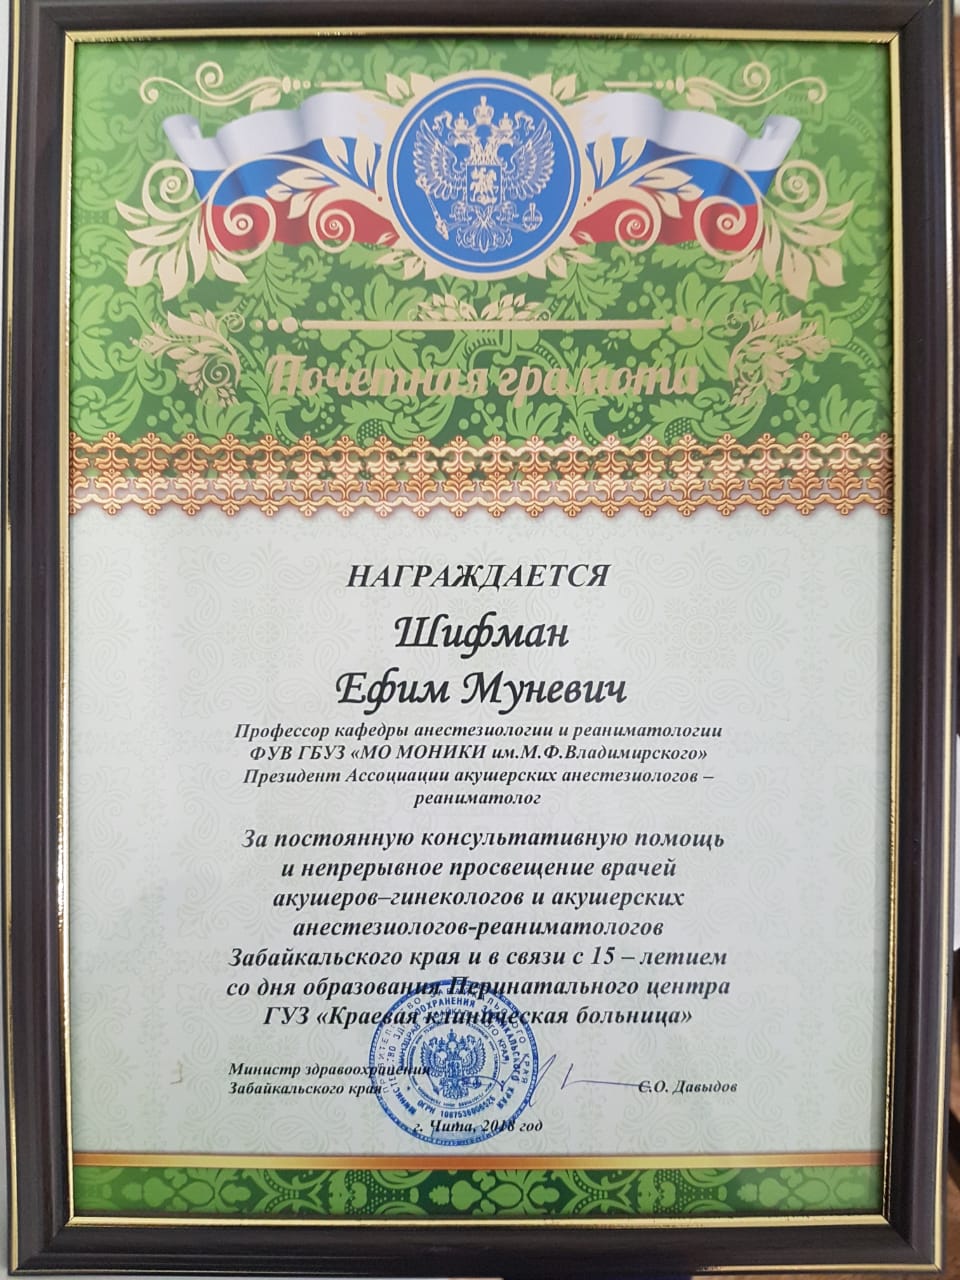 Почетная грамота
НАГРАЖДАЕТСЯ
Шифман
Ефим Муневич
Профессор кафедры анестезиологии и реаниматологии
ФУВ ГБУЗ «МО МОНИКИ им.М.Ф.Владимирского»
Президент Ассоциации акушерских анестезиологов –
реаниматолог
За постоянную консультативную помощь
и непрерывное просвещение врачей
акушеров–гинекологов и акушерских
анестезиологов-реаниматологов
Забайкальского края и в связи с 15 – летием
со дня образования Перинатального центра
ГУЗ «Краевая клиническая больница»
Министр здравоохранения
Забайкальского края
С.О. Давыдов
г. Чита, 2018 год